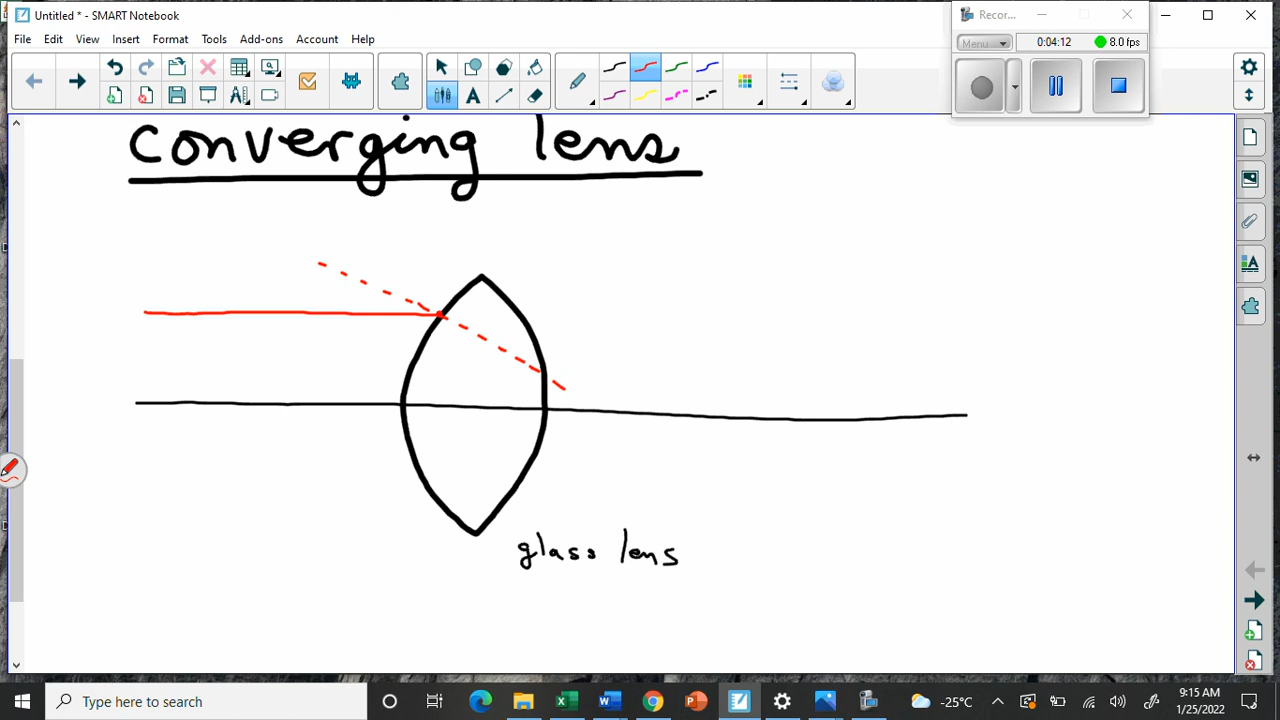 Untitled * - SMART Notebook
Recor...
File Edit View Insert Format Tools Add-ons Account Help
Menu
0:04:12
8.0 fps
converging lens
glass lens
Type here to search
-25°C
9:15 AM
1/25/2022